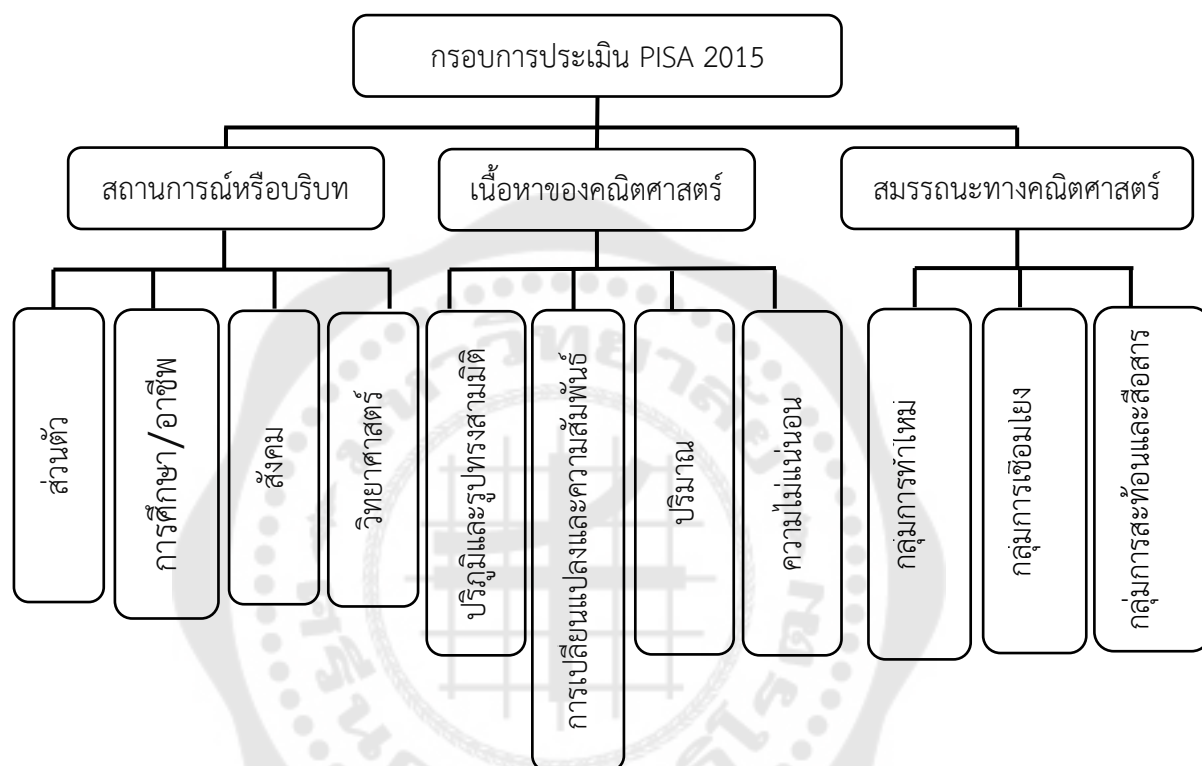 กรอบการประเมิน PISA 2015
สถานการณ์หรือบริบท
เนื้อหาของคณิตศาสตร์
สมรรถนะทางคณิตศาสตร์
ส่วนตัว
การศึกษา/อาชีพ
สังคม
วิทยาศาสตร์
ปริภูมิและรูปทรงสามมิติ
การเปลี่ยนแปลงและความสัมพันธ์
ปริมาณ
ความไม่แน่นอน
กลุ่มการทำใหม่
กลุ่มการเชื่อมโยง
กลุ่มการสะท้อนและสื่อสาร